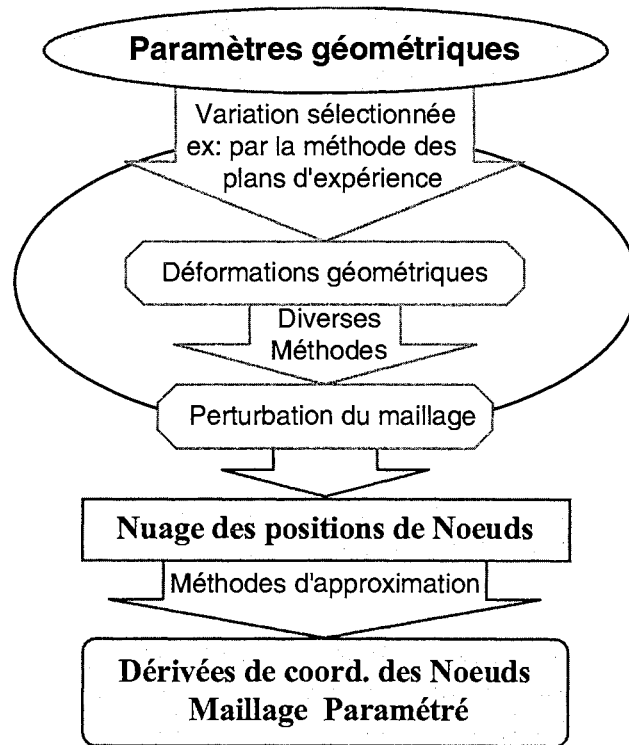 Paramètres géométriques
Variation sélectionnée
ex: par la méthode des
plans d'expérience
Déformations géométriques
Diverses
Méthodes
Perturbation du maillage
Nuage des positions de Noeuds
Méthodes d'approximation
Dérivées de coord. des Noeuds
Maillage Paramétré